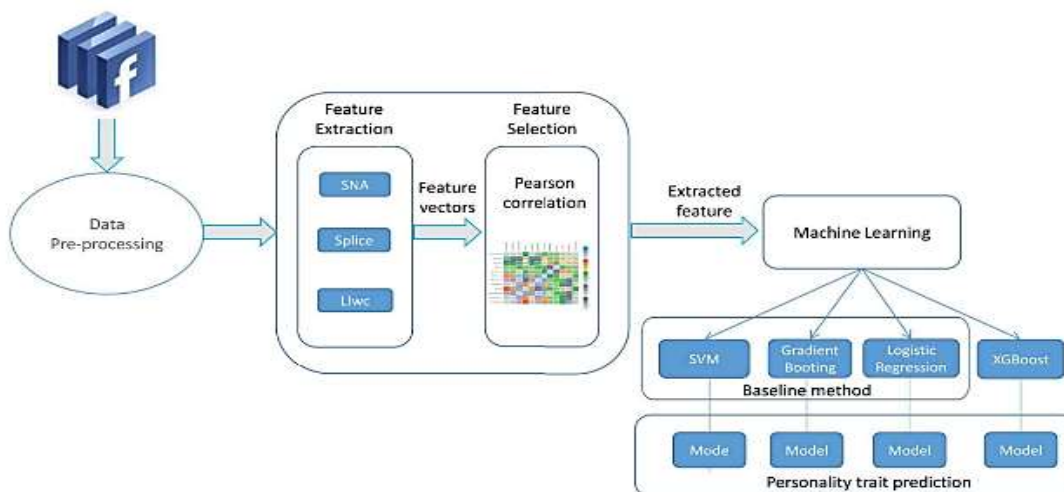 f
Data
Pre-processing
Feature
Extraction
SNA
Splice
LIwc
Feature
vectors
Feature
Selection
Pearson
correlation
Extracted
feature
Machine Learning
SVM
Gradient
Booting
Logistic
Regression
XGBoost
Baseline method
Mode
Model
Model
Model
Personality trait prediction